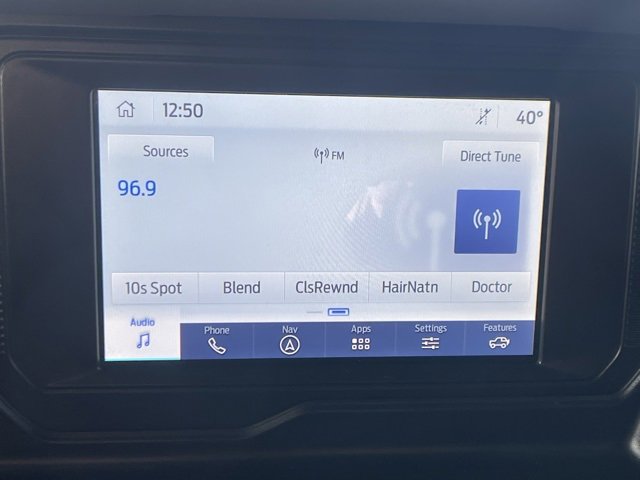 12:50 40°
Sources FM Direct Tune
96.9
10s Spot Blend ClsRewnd HairNatn Doctor
Audio Phone Nav Apps Settings Features